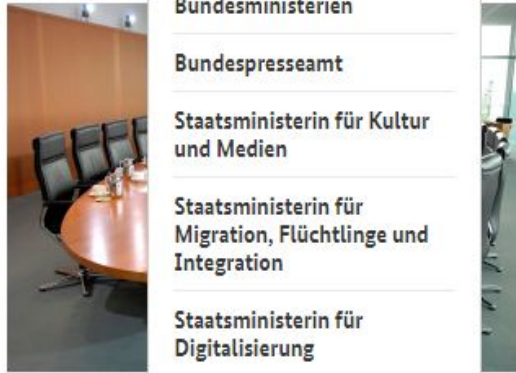 Bundesministerien
Bundespresseamt
Staatsministerin für Kultur
und Medien
Staatsministerin für
Migration, Flüchtlinge und
Integration
Staatsministerin für
Digitalisierung